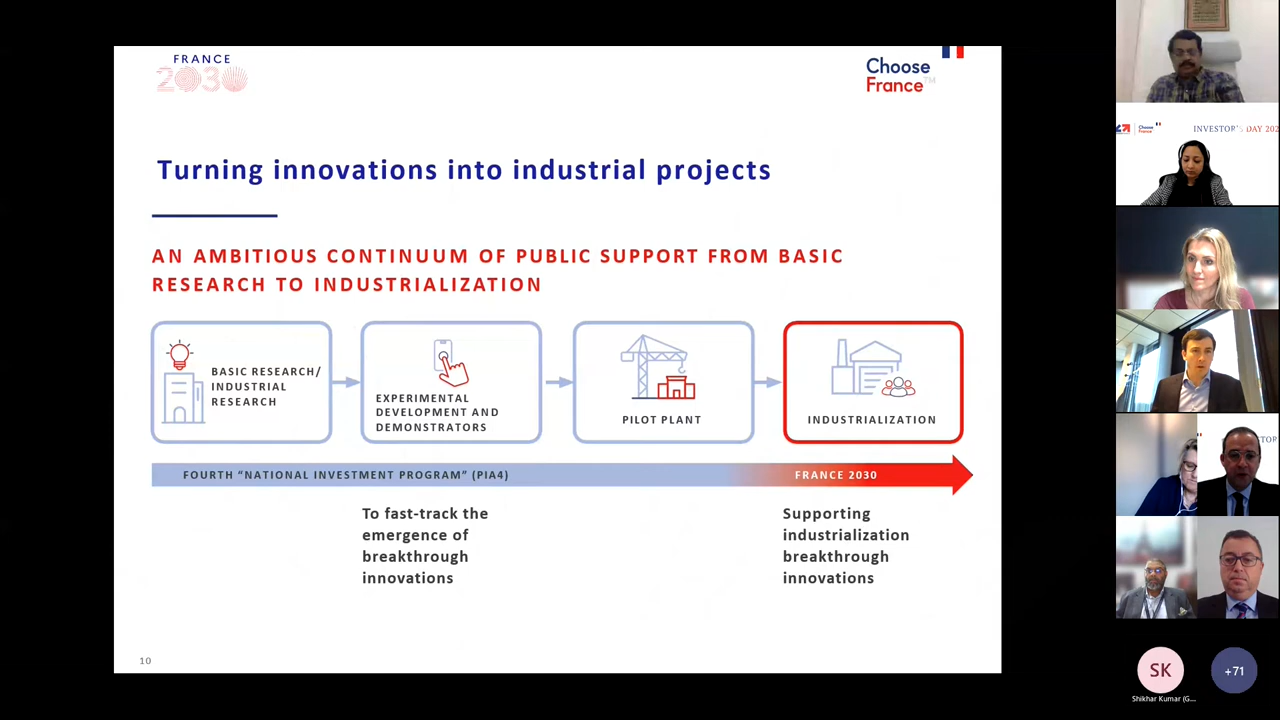 FRANCE
2030
Choose
France™
Turning innovations into industrial projects
AN AMBITIOUS CONTINUUM OF PUBLIC SUPPORT FROM BASIC
RESEARCH TO INDUSTRIALIZATION
BASIC RESEARCH/
INDUSTRIAL
RESEARCH
EXPERIMENTAL
DEVELOPMENT AND
DEMONSTRATORS
PILOT PLANT
INDUSTRIALIZATION
FOURTH “NATIONAL INVESTMENT PROGRAM” (PIA4)
FRANCE 2030
To fast-track the
emergence of
breakthrough
innovations
Supporting
industrialization
breakthrough
innovations
10
Choose
France
INVESTOR'S DAY 202
SK
+71
Shikhar Kumar (G...